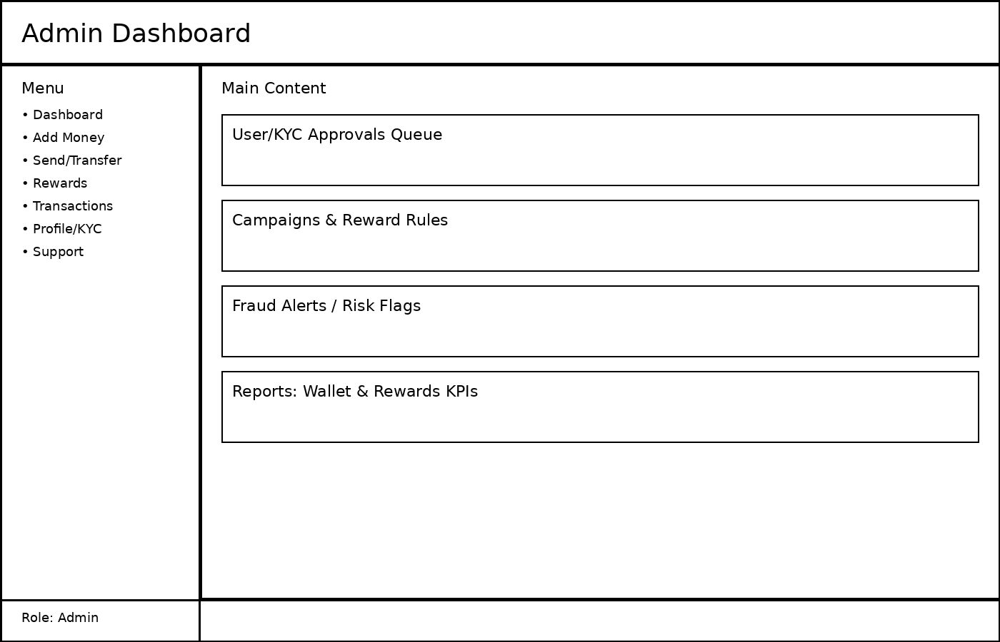 Admin Dashboard
Menu
• Dashboard
• Add Money
• Send/Transfer
• Rewards
• Transactions
• Profile/KYC
• Support
Main Content
User/KYC Approvals Queue
Campaigns & Reward Rules
Fraud Alerts / Risk Flags
Reports: Wallet & Rewards KPIs
Role: Admin